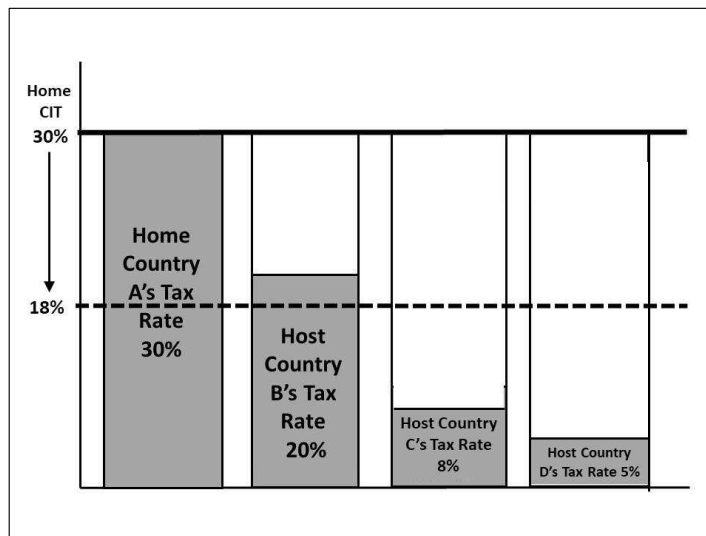 Home
CIT
30%
18%
Home
Country
A's Tax
Rate
30%
Host
Country
B's Tax
Rate
20%
Host Country
C's Tax Rate
8%
Host Country
D's Tax Rate 5%